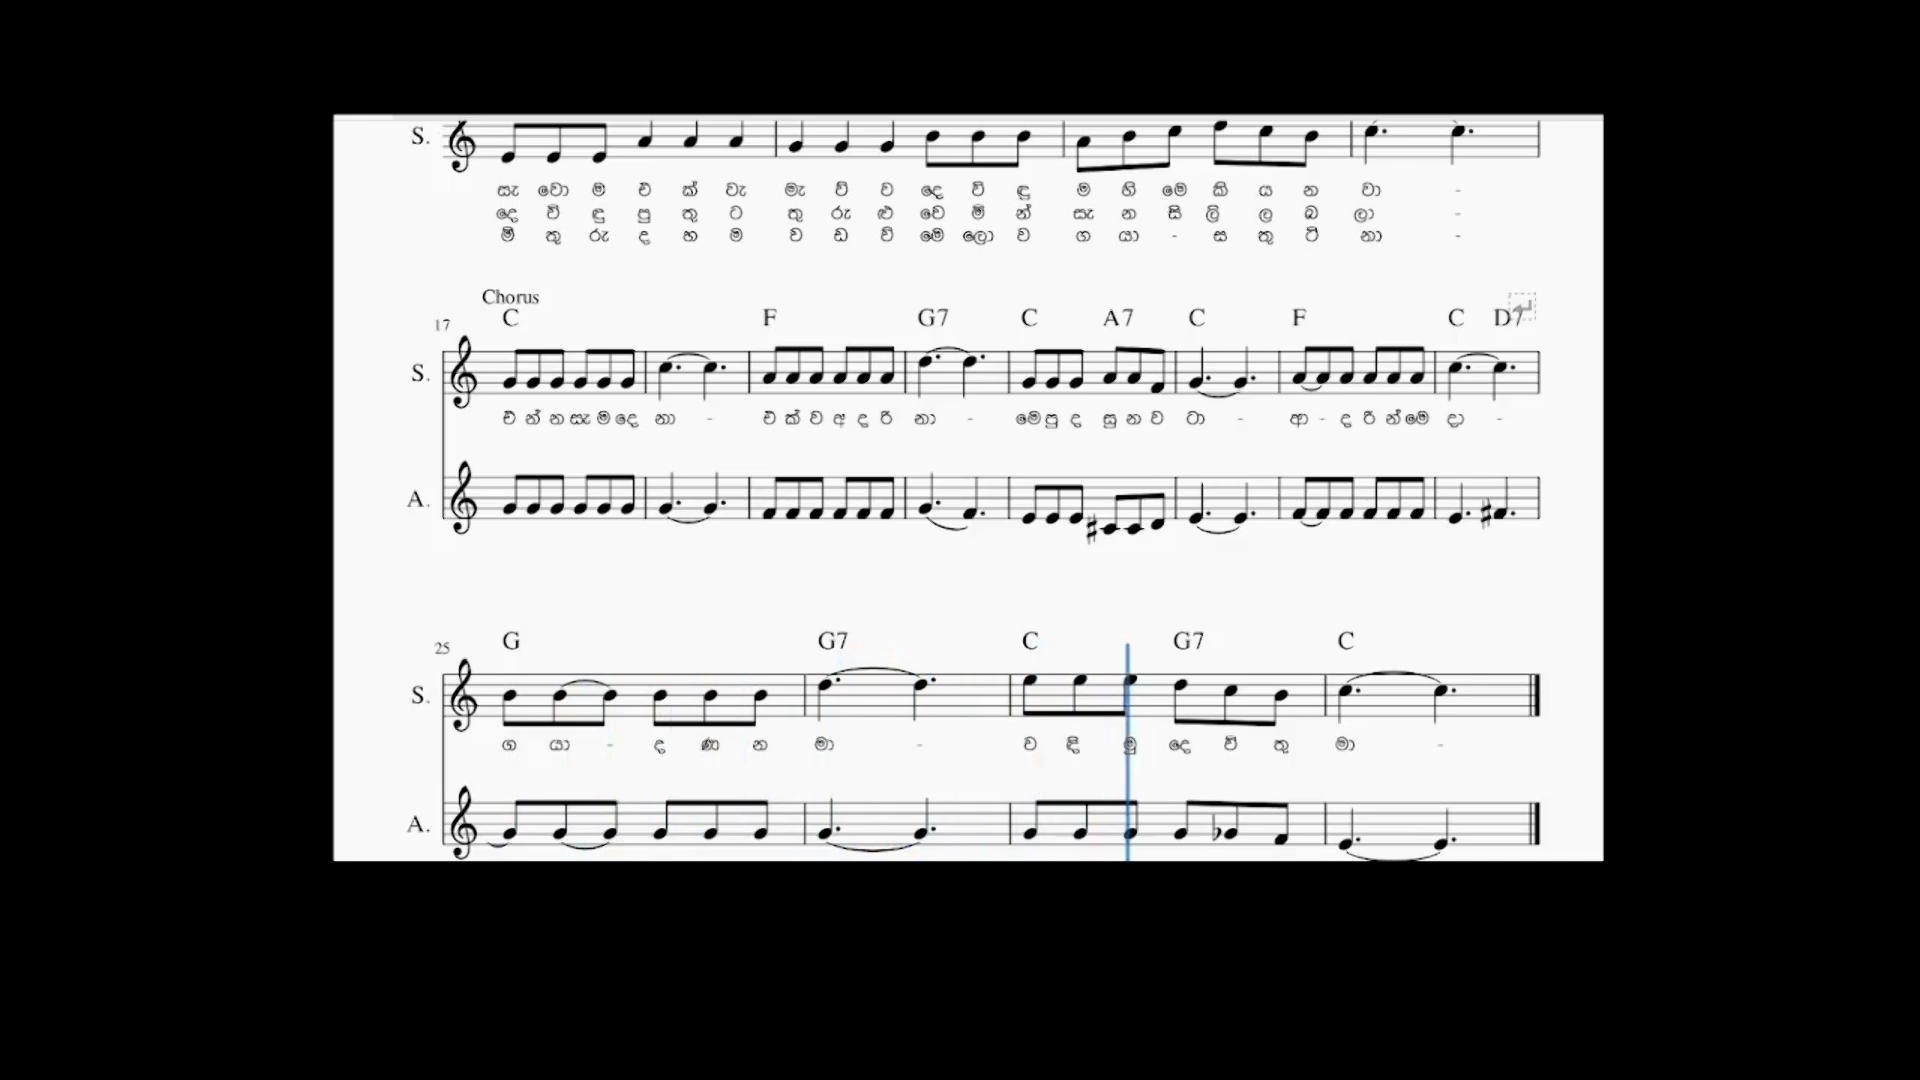 S.
සැ වො ම එ ක් වැ මැ වි ව දෙ වි ඳු ම හි මෙ කි ය න වා -
දෙ වි ඳු පු තු ට තු රු ළු වෙ මි න් සැ න සි ලි ල බ ලා -
මි තු රු ද හ ම ව ඩ වි මෙ ලො ව ග යා - ස තු ටි නා -
Chorus
17 C F G7 C A7 C F C D7
S.
එ න් න සැ ම දෙ නා - එ ක් ව අ ද රි නා - මෙ පු ද සු න ව ටා - ආ - ද රි න් මෙ දා -
A.
25 G G7 C G7 C
S.
ග යා - ද ණ න මා - ව ඳි මු දෙ වි තු මා -
A.